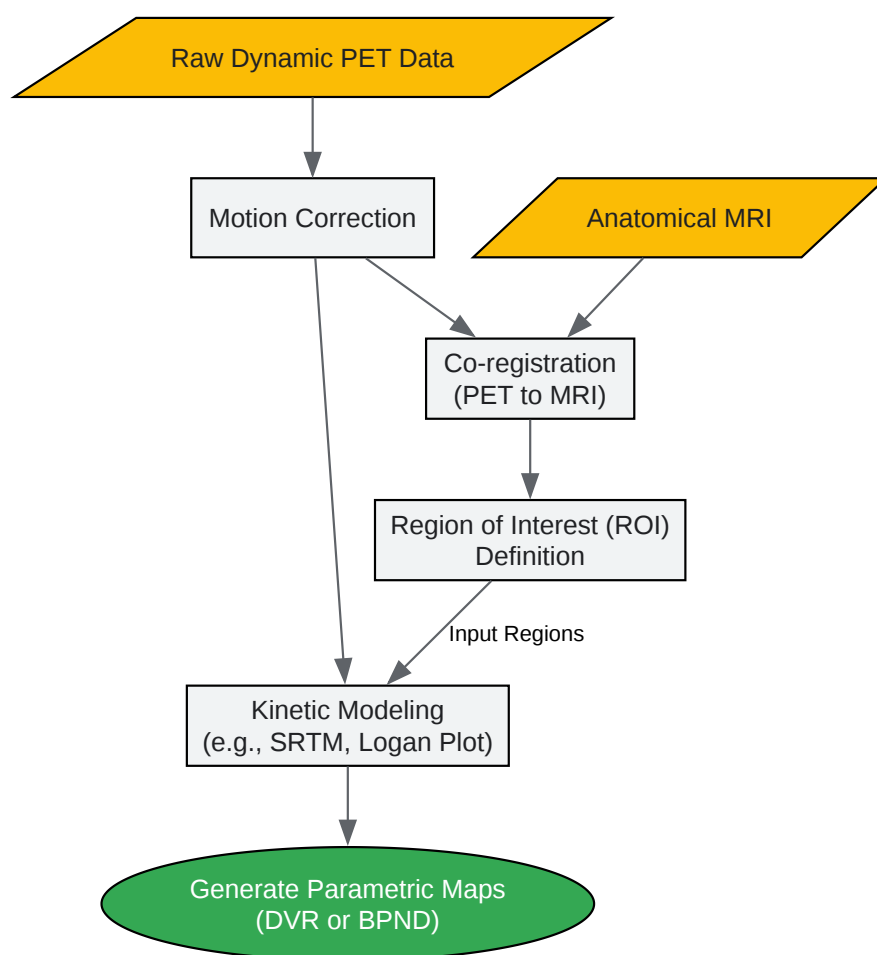 Raw Dynamic PET Data
Motion Correction
Anatomical MRI
Co-registration
(PET to MRI)
Region of Interest (ROI)
Definition
Input Regions
Kinetic Modeling
(e.g., SRTM, Logan Plot)
Generate Parametric Maps
(DVR or BPND)